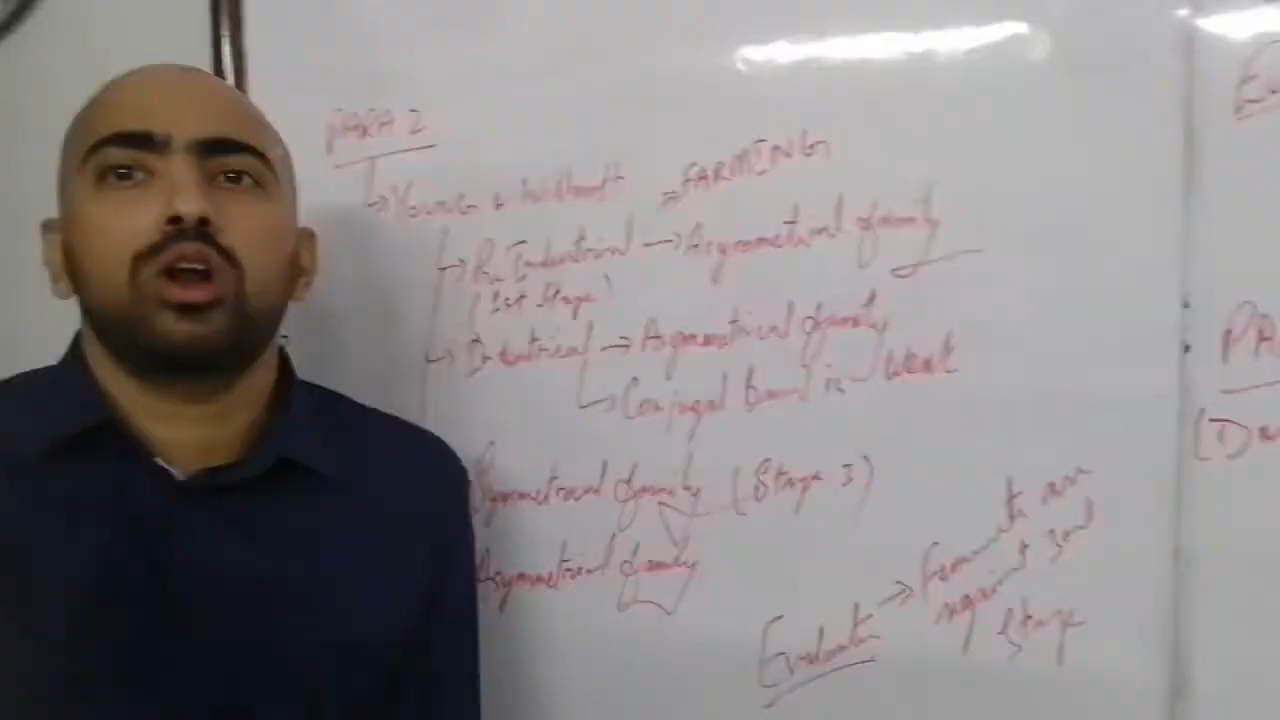 PARA 2
Young & Willmott = FARMING
Pre Industrial → Asymmetrical family
(1st Stage)
Industrial → Asymmetrical family
Conjugal Bond is weak
Symmetrical family (Stage 3)
Asymmetrical family
Evaluate → Feminists are
against 3rd
Stage
PA